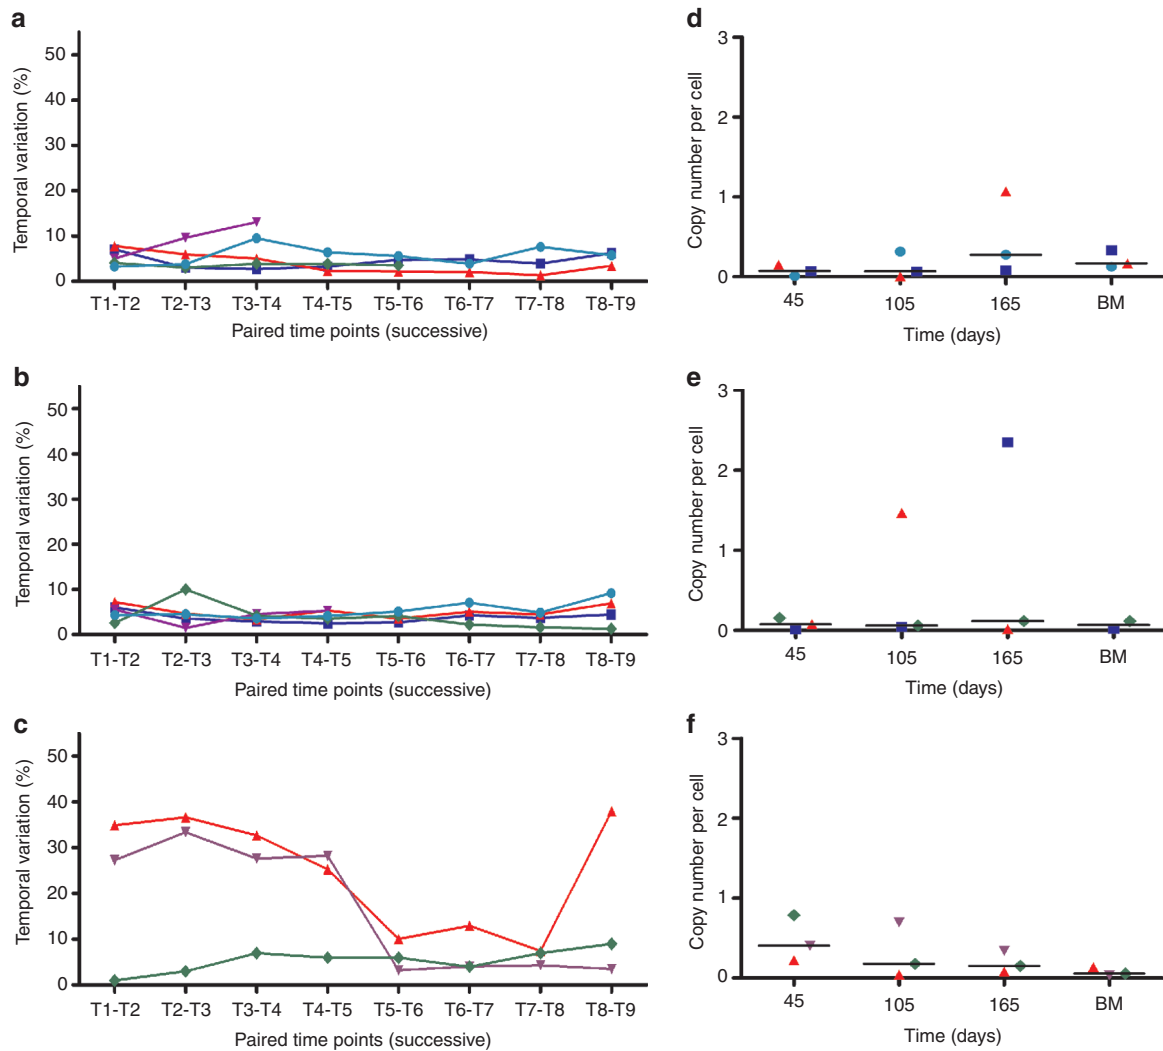 a
Temporal variation (%)
50
40
30
20
10
0
T1-T2 T2-T3 T3-T4 T4-T5 T5-T6 T6-T7 T7-T8 T8-T9
Paired time points (successive)
d
Copy number per cell
3
2
1
0
45 105 165 BM
Time (days)
b
Temporal variation (%)
50
40
30
20
10
0
T1-T2 T2-T3 T3-T4 T4-T5 T5-T6 T6-T7 T7-T8 T8-T9
Paired time points (successive)
e
Copy number per cell
3
2
1
0
45 105 165 BM
Time (days)
c
Temporal variation (%)
50
40
30
20
10
0
T1-T2 T2-T3 T3-T4 T4-T5 T5-T6 T6-T7 T7-T8 T8-T9
Paired time points (successive)
f
Copy number per cell
3
2
1
0
45 105 165 BM
Time (days)